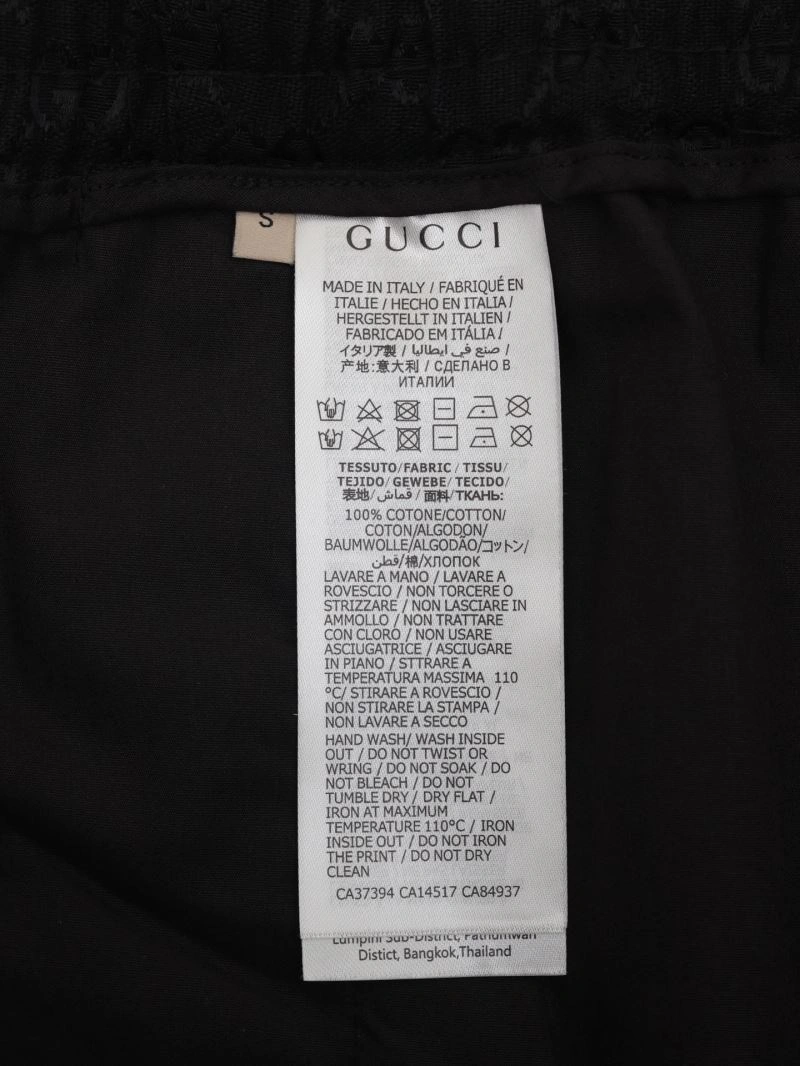 S
GUCCI
MADE IN ITALY / FABRIQUÉ EN
ITALIE / HECHO EN ITALIA /
HERGESTELLT IN ITALIEN /
FABRICADO EM ITÁLIA /
イタリア製 / صنع في ايطاليا /
产地:意大利 / СДЕЛАНО В
ИТАЛИИ
TESSUTO/FABRIC / TISSU/
TEJIDO/ GEWEBE/ TECIDO/
表地/ قماش/ 面料/ТКАНЬ:
100% COTONE/COTTON/
COTON/ALGODON/
BAUMWOLLE/ALGODÃO/コットン/
قطن/棉/ХЛОПОК
LAVARE A MANO / LAVARE A
ROVESCIO / NON TORCERE O
STRIZZARE / NON LASCIARE IN
AMMOLLO / NON TRATTARE
CON CLORO / NON USARE
ASCIUGATRICE / ASCIUGARE
IN PIANO / STTRARE A
TEMPERATURA MASSIMA 110
°C/ STIRARE A ROVESCIO /
NON STIRARE LA STAMPA /
NON LAVARE A SECCO
HAND WASH/ WASH INSIDE
OUT / DO NOT TWIST OR
WRING / DO NOT SOAK / DO
NOT BLEACH / DO NOT
TUMBLE DRY / DRY FLAT /
IRON AT MAXIMUM
TEMPERATURE 110°C / IRON
INSIDE OUT / DO NOT IRON
THE PRINT / DO NOT DRY
CLEAN
CA37394 CA14517 CA84937
Lumpini Sub-District, Pathumwan
Distict, Bangkok,Thailand